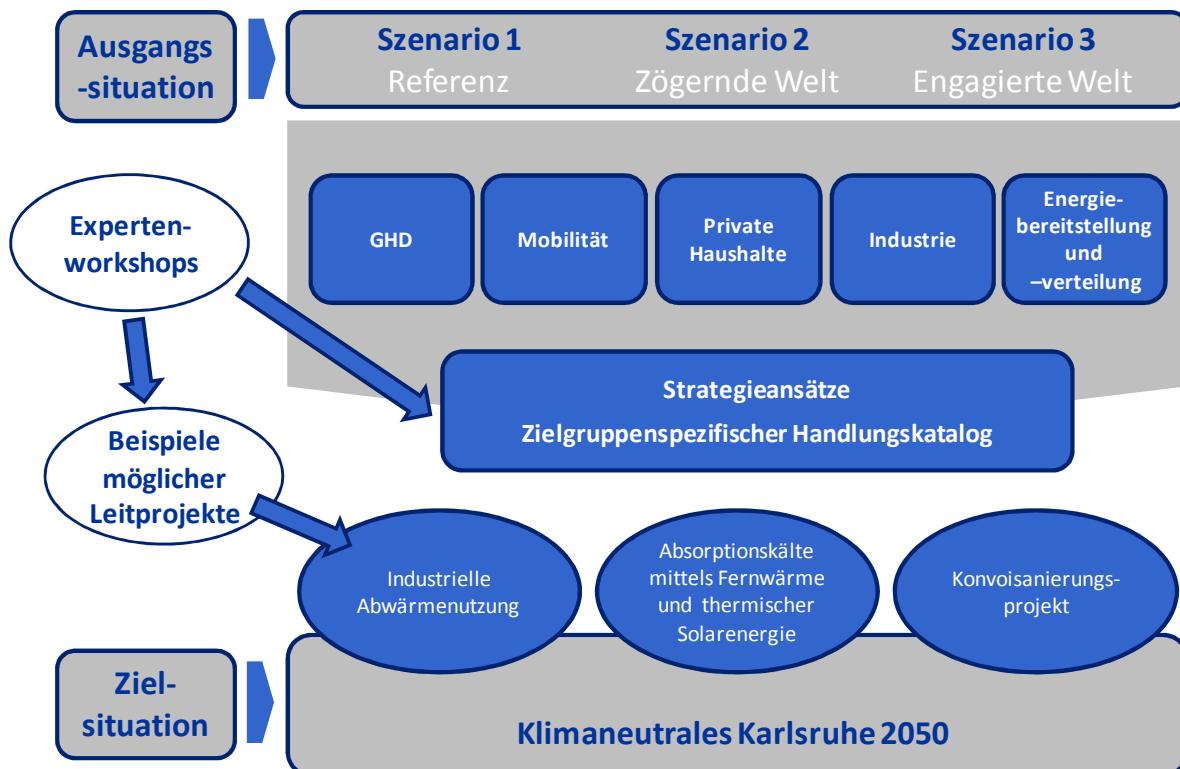 Ausgangs
-situation
Szenario 1
Referenz
Szenario 2
Zögernde Welt
Szenario 3
Engagierte Welt
Experten-
workshops
GHD
Mobilität
Private
Haushalte
Industrie
Energie-
bereitstellung
und
–verteilung
Strategieansätze
Zielgruppenspezifischer Handlungskatalog
Beispiele
möglicher
Leitprojekte
Industrielle
Abwärmenutzung
Absorptionskälte
mittels Fernwärme
und thermischer
Solarenergie
Konvoisanierungs-
projekt
Ziel-
situation
Klimaneutrales Karlsruhe 2050